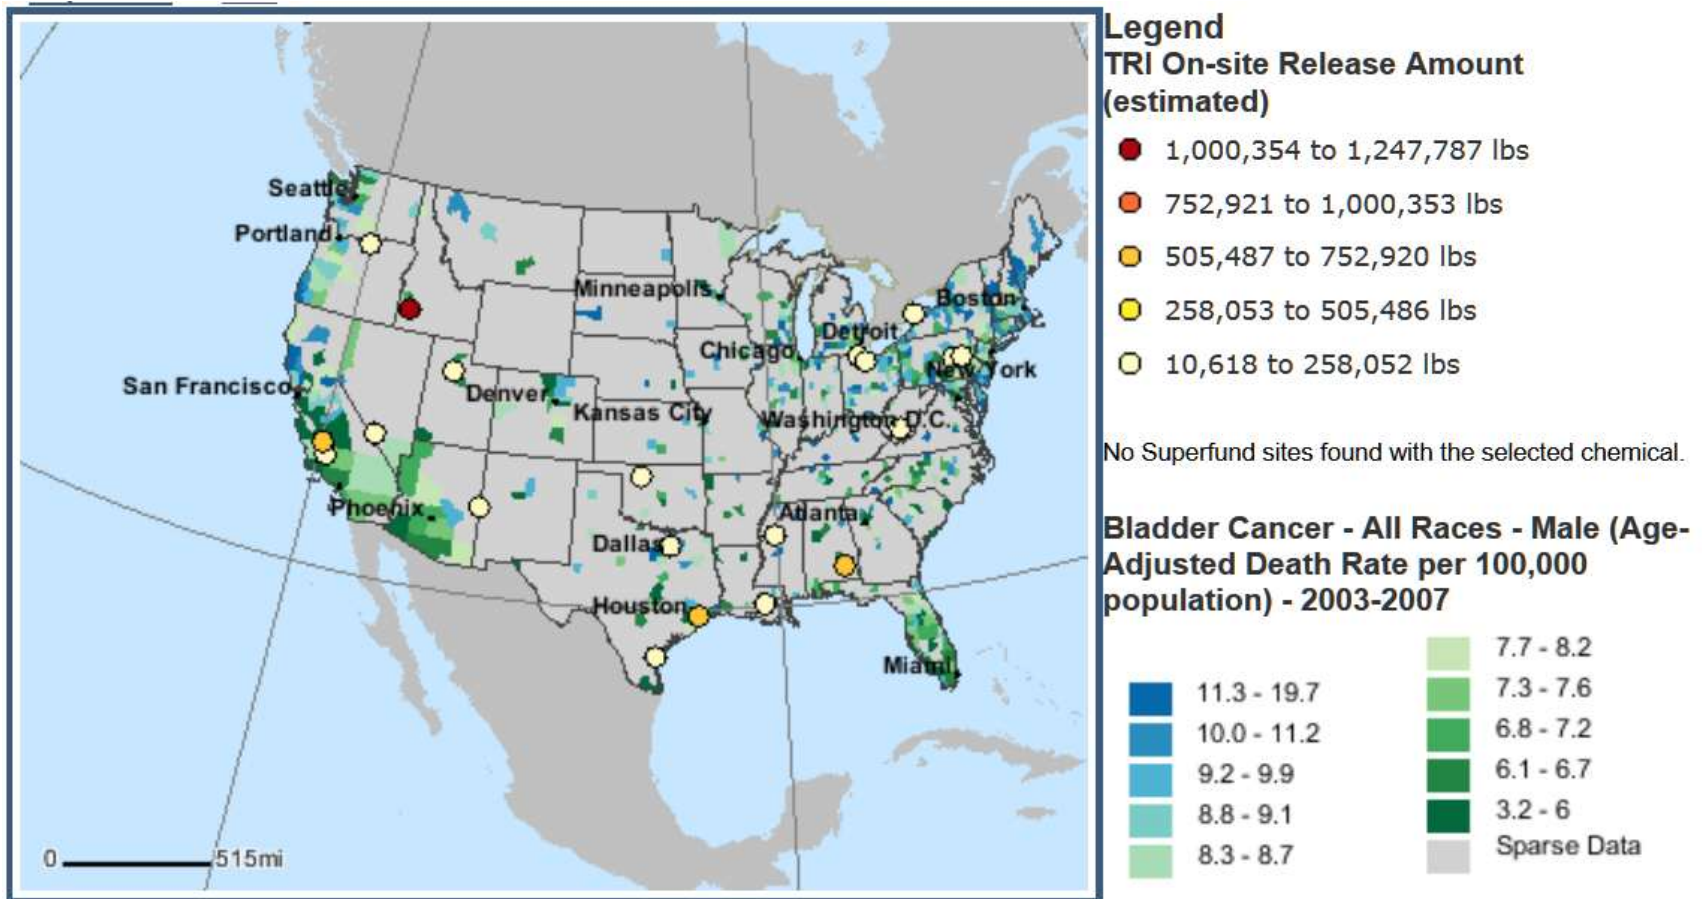 Seattle
Portland
Minneapolis
Boston
Detroit
Chicago
New York
San Francisco
Denver
Kansas City
Washington D.C.
Phoenix
Atlanta
Dallas
Houston
Miami
0 515mi
Legend
TRI On-site Release Amount
(estimated)
1,000,354 to 1,247,787 lbs
752,921 to 1,000,353 lbs
505,487 to 752,920 lbs
258,053 to 505,486 lbs
10,618 to 258,052 lbs
No Superfund sites found with the selected chemical.
Bladder Cancer - All Races - Male (Age-
Adjusted Death Rate per 100,000
population) - 2003-2007
11.3 - 19.7
10.0 - 11.2
9.2 - 9.9
8.8 - 9.1
8.3 - 8.7
7.7 - 8.2
7.3 - 7.6
6.8 - 7.2
6.1 - 6.7
3.2 - 6
Sparse Data